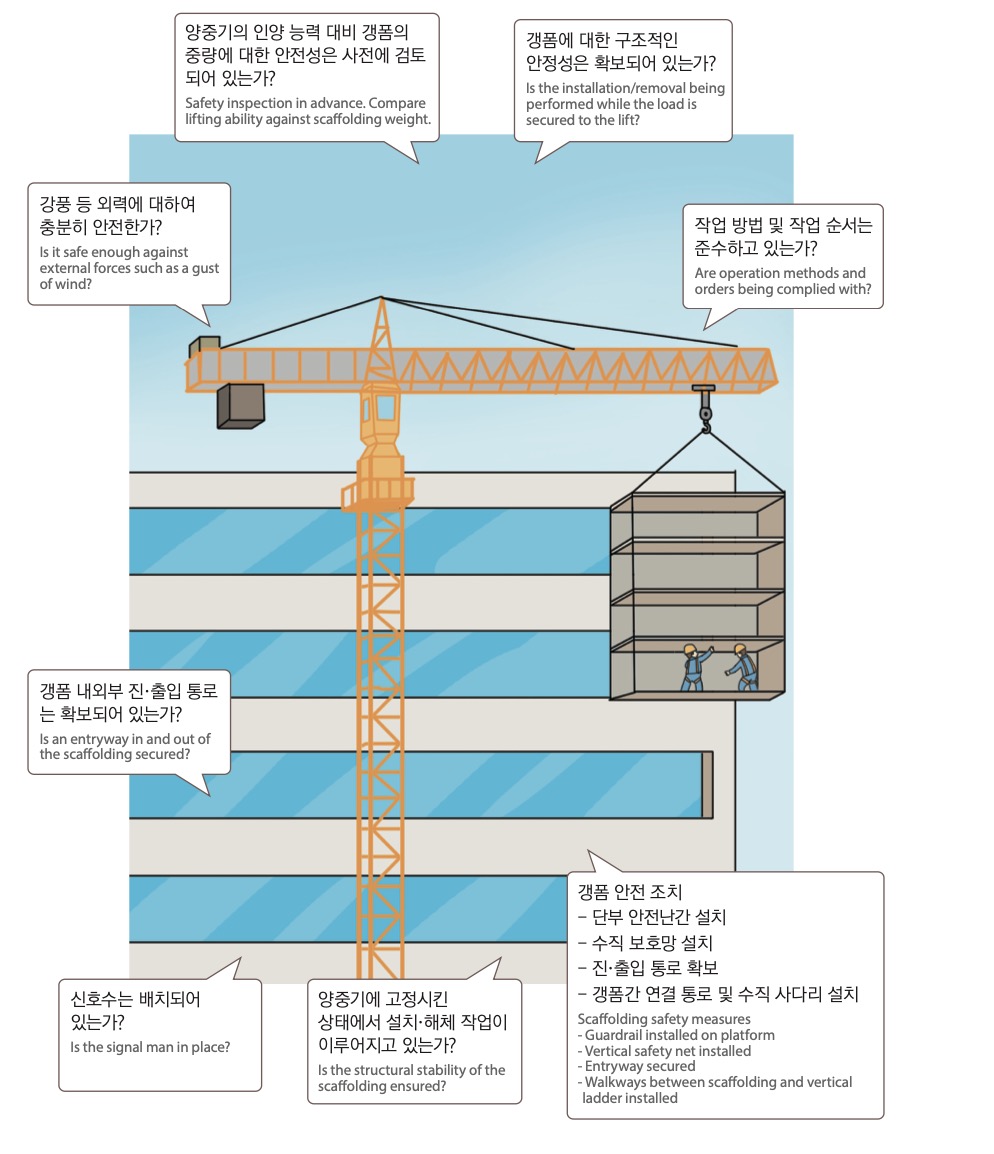 양중기의 인양 능력 대비 갱폼의
중량에 대한 안전성은 사전에 검토
되어 있는가?
Safety inspection in advance. Compare
lifting ability against scaffolding weight.
갱폼에 대한 구조적인
안정성은 확보되어 있는가?
Is the installation/removal being
performed while the load is
secured to the lift?
강풍 등 외력에 대하여
충분히 안전한가?
Is it safe enough against
external forces such as a gust
of wind?
작업 방법 및 작업 순서는
준수하고 있는가?
Are operation methods and
orders being complied with?
갱폼 내외부 진·출입 통로
는 확보되어 있는가?
Is an entryway in and out of
the scaffolding secured?
갱폼 안전 조치
– 단부 안전난간 설치
– 수직 보호망 설치
– 진·출입 통로 확보
– 갱폼간 연결 통로 및 수직 사다리 설치
Scaffolding safety measures
- Guardrail installed on platform
- Vertical safety net installed
- Entryway secured
- Walkways between scaffolding and vertical
ladder installed
신호수는 배치되어
있는가?
Is the signal man in place?
양중기에 고정시킨
상태에서 설치·해체 작업이
이루어지고 있는가?
Is the structural stability of the
scaffolding ensured?